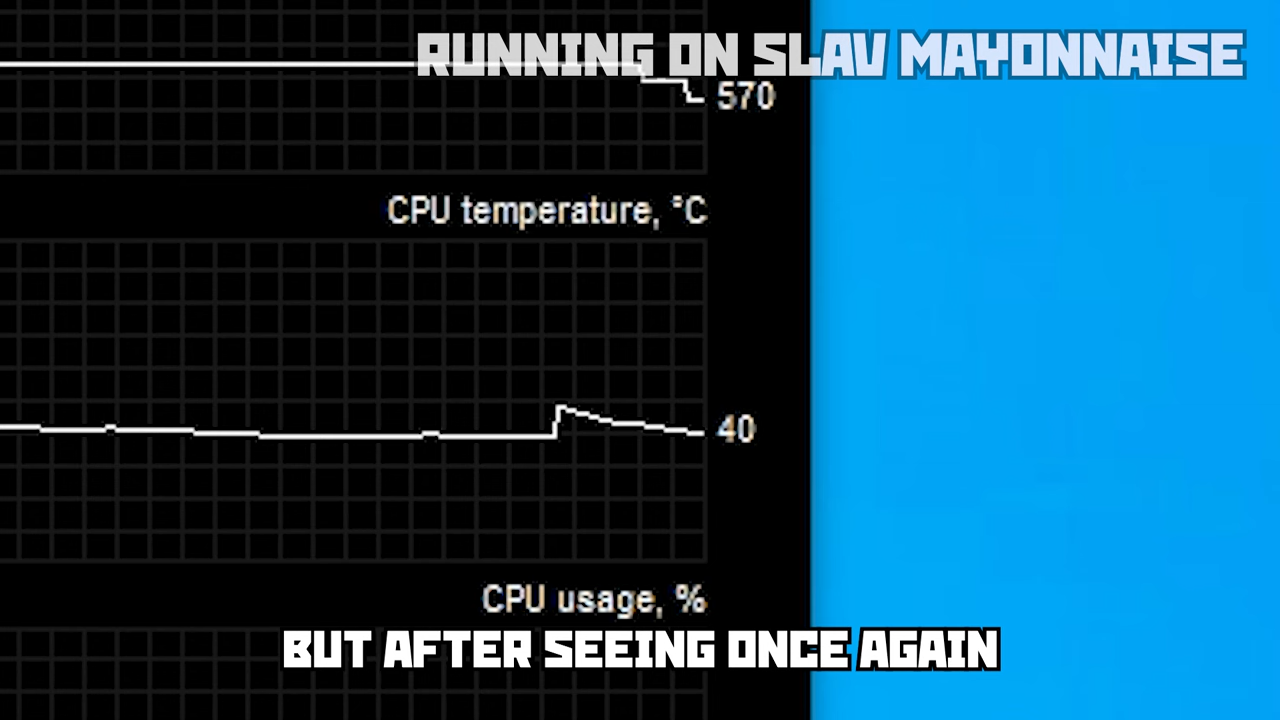 RUNNING ON SLAV MAYONNAISE
570
CPU temperature, °C
40
CPU usage, %
BUT AFTER SEEING ONCE AGAIN